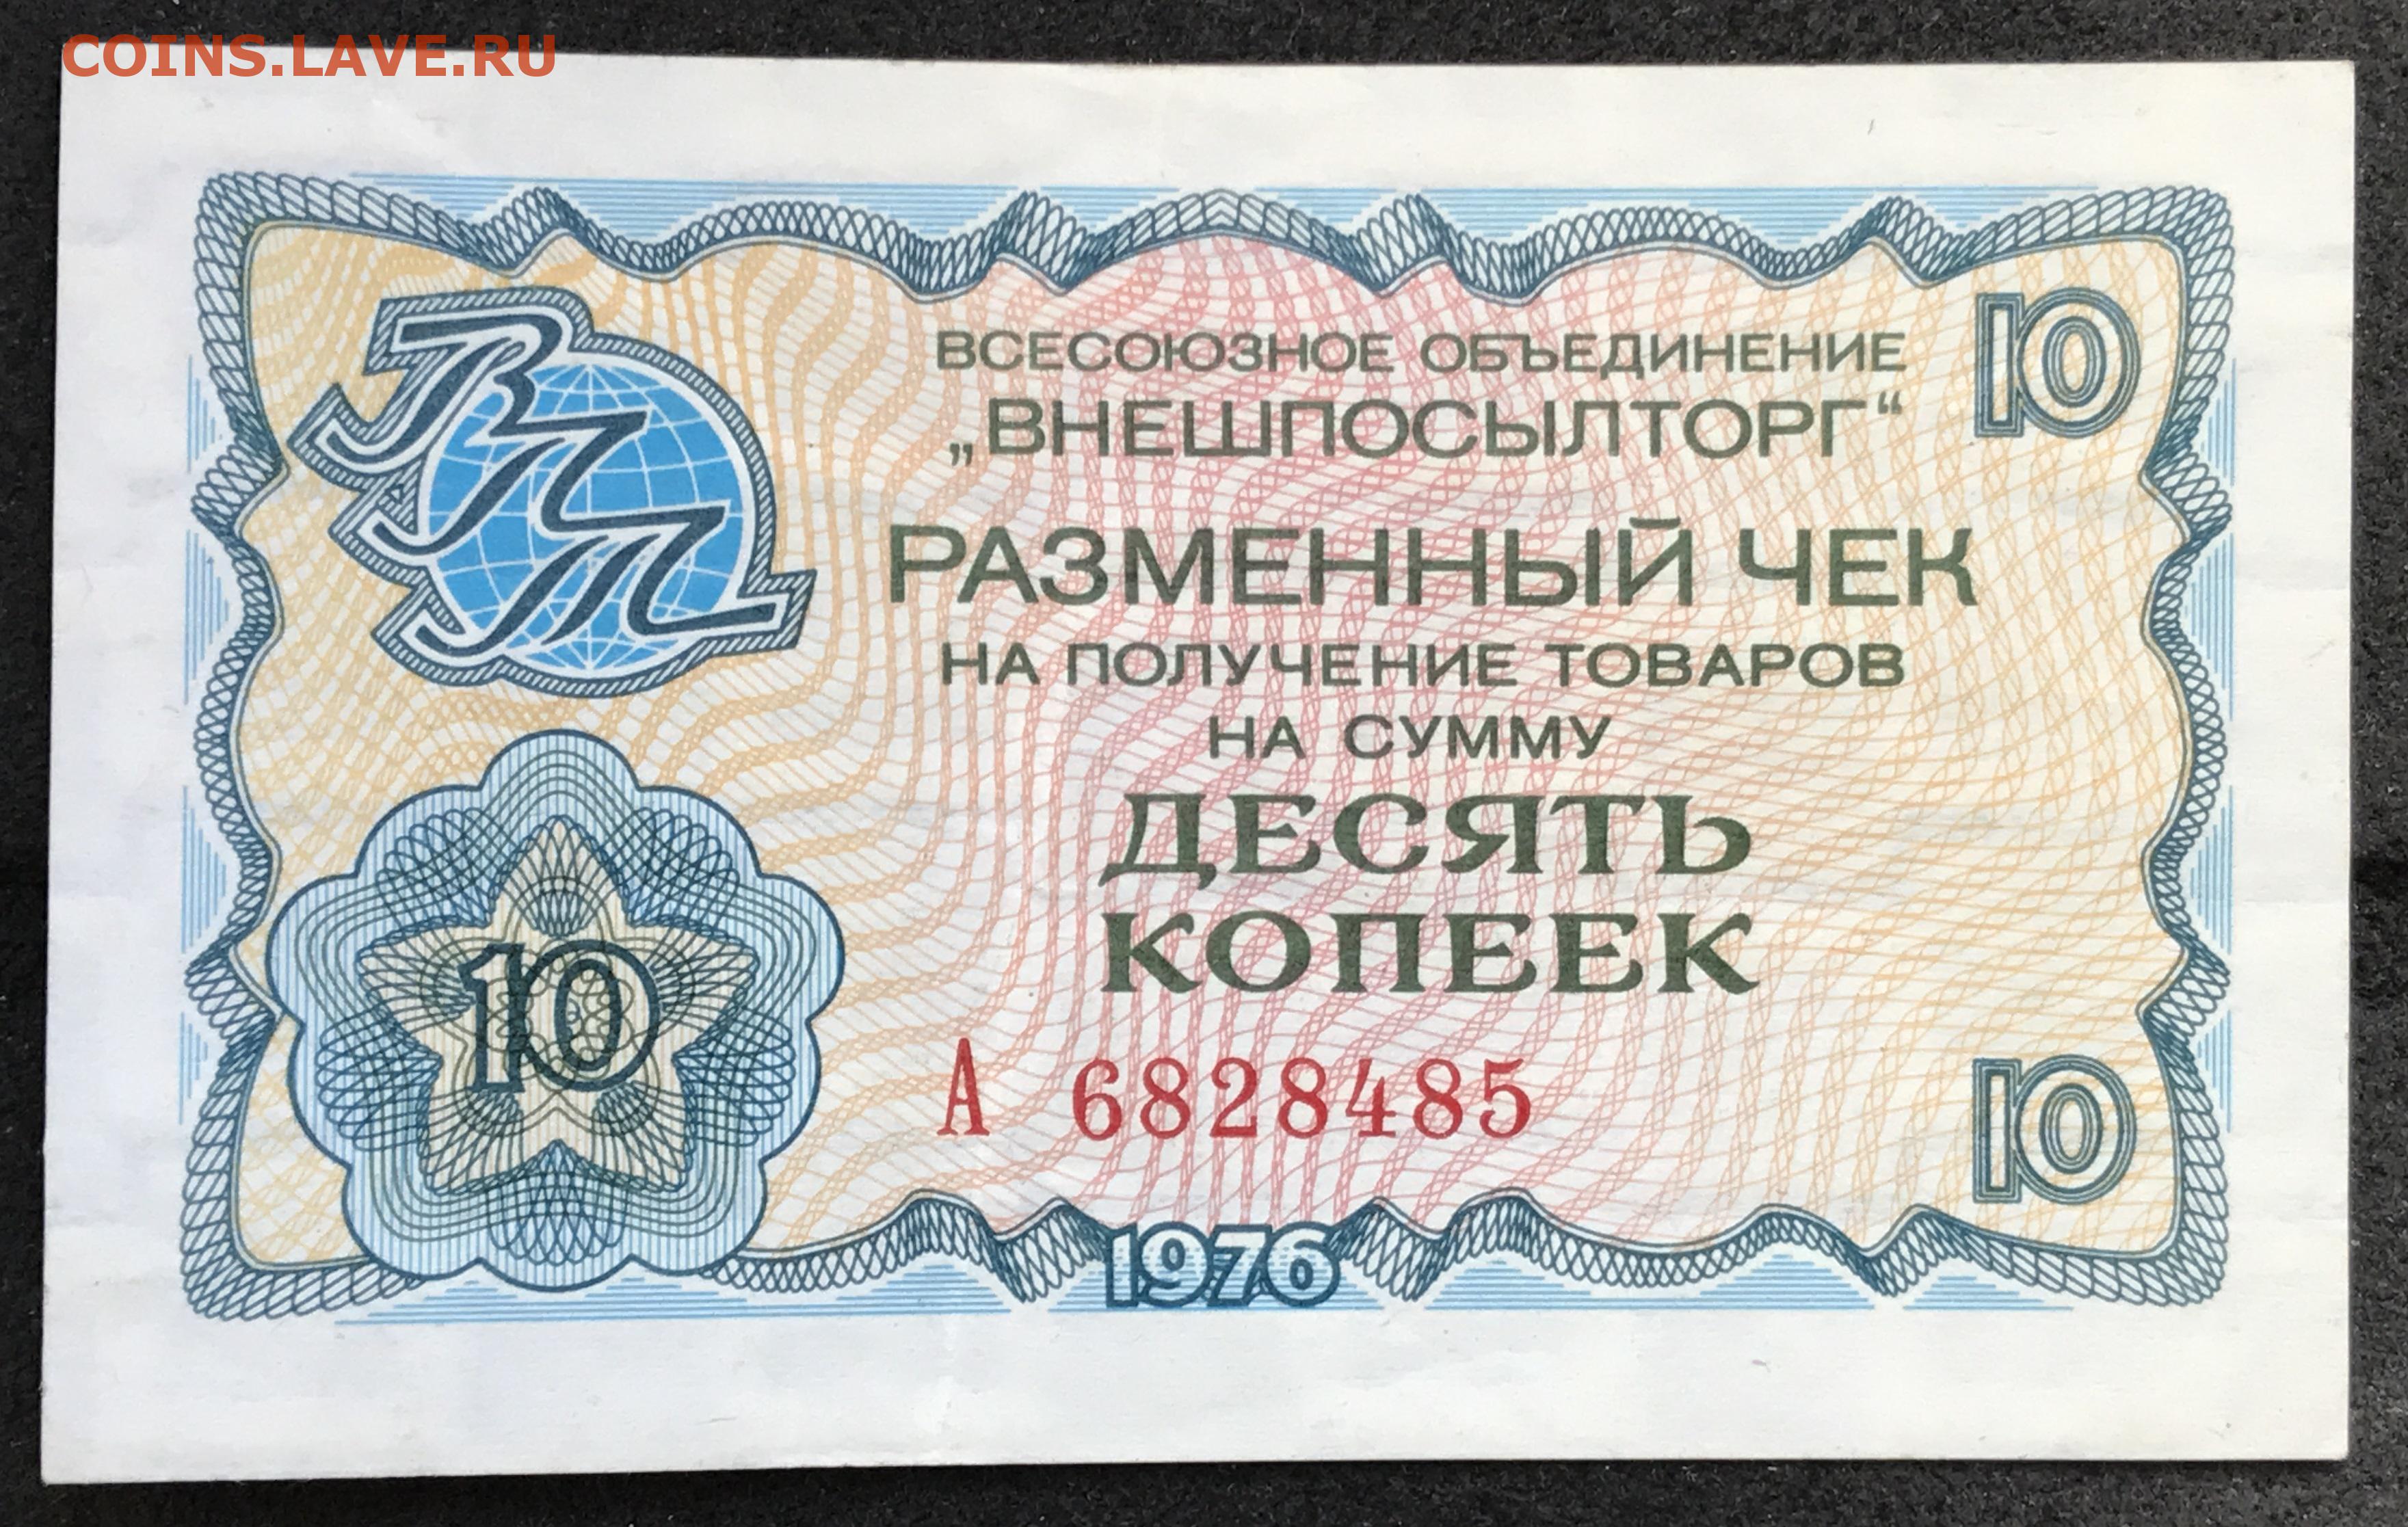 COINS.LAVE.RU
ВПТ
ВСЕСОЮЗНОЕ ОБЪЕДИНЕНИЕ
„ВНЕШПОСЫЛТОРГ“
10
РАЗМЕННЫЙ ЧЕК
НА ПОЛУЧЕНИЕ ТОВАРОВ
НА СУММУ
ДЕСЯТЬ
КОПЕЕК
10
А 6828485
10
1976